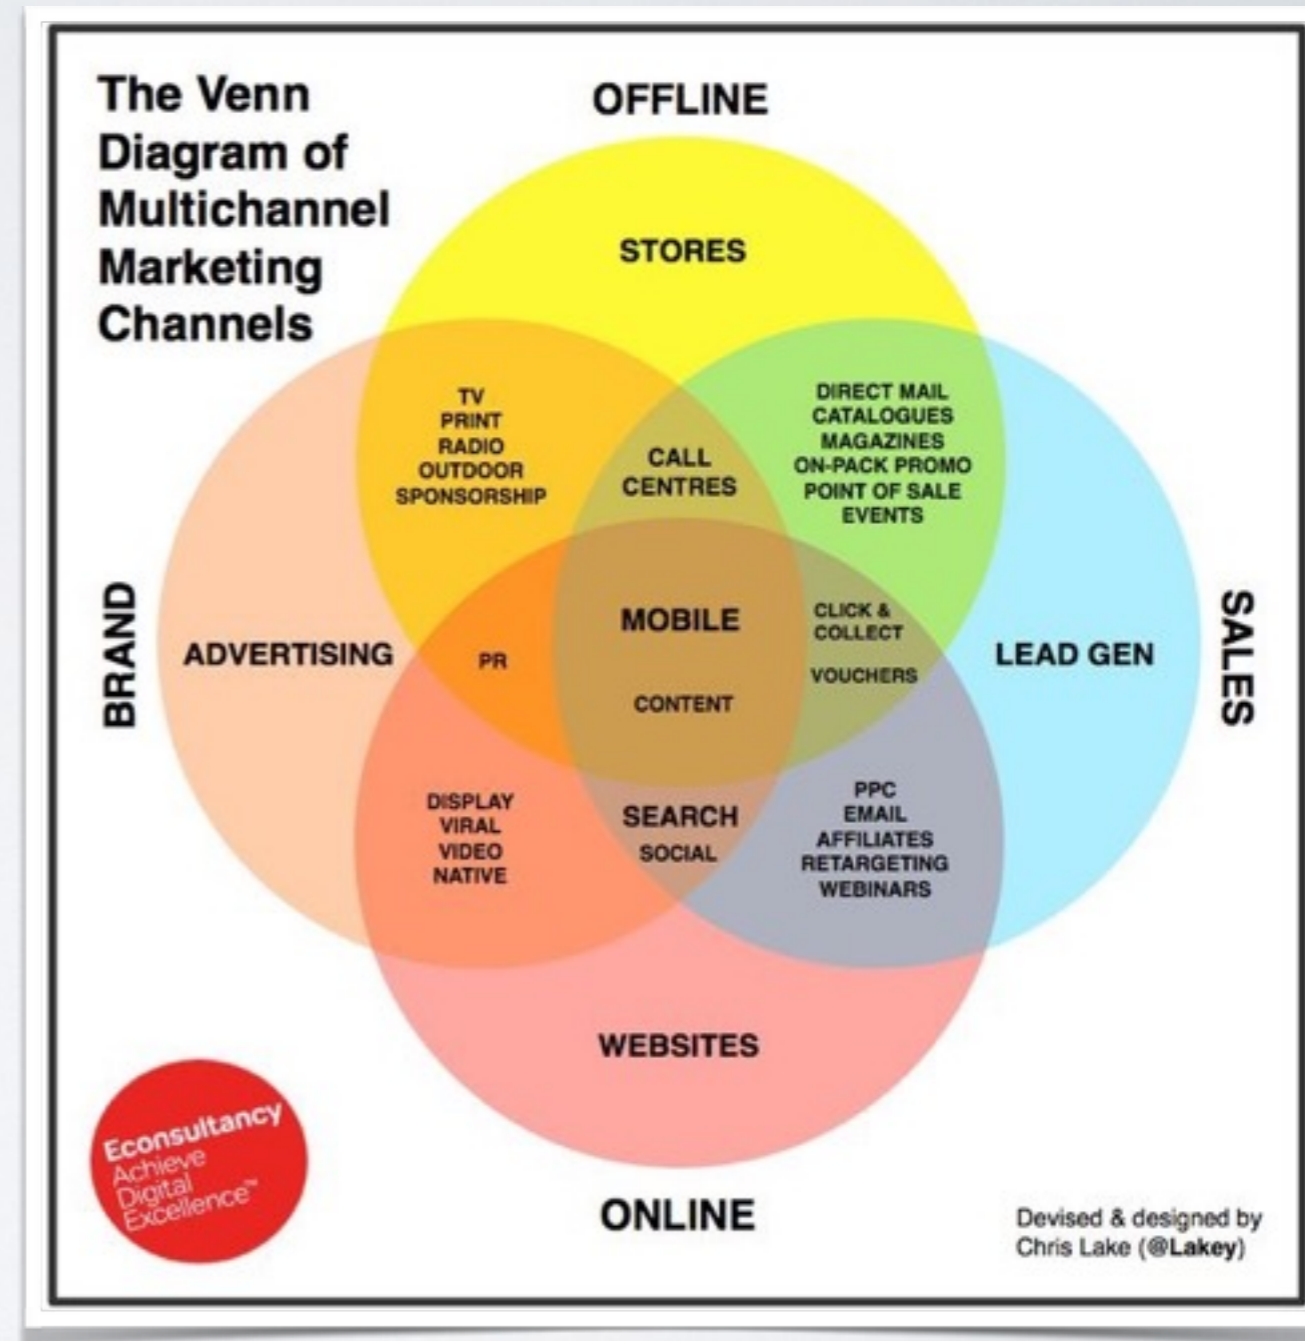 The Venn
Diagram of
Multichannel
Marketing
Channels
OFFLINE
STORES
TV
PRINT
RADIO
OUTDOOR
SPONSORSHIP
CALL
CENTRES
DIRECT MAIL
CATALOGUES
MAGAZINES
ON-PACK PROMO
POINT OF SALE
EVENTS
BRAND
ADVERTISING
PR
MOBILE
CONTENT
CLICK &
COLLECT
VOUCHERS
LEAD GEN
SALES
DISPLAY
VIRAL
VIDEO
NATIVE
SEARCH
SOCIAL
PPC
EMAIL
AFFILIATES
RETARGETING
WEBINARS
WEBSITES
ONLINE
Econsultancy
Achieve
Digital
Excellence™
Devised & designed by
Chris Lake (@Lakey)